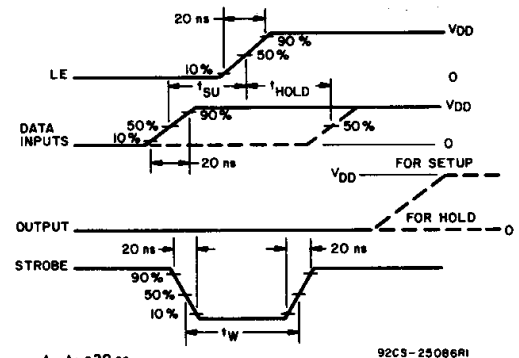 20 ns
VDD
90%
50%
LE
10%
0
tSU
tHOLD
VDD
90%
DATA
INPUTS
50%
10%
50%
0
20 ns
FOR SETUP
VDD
FOR HOLD
OUTPUT
0
20 ns
20 ns
STROBE
90%
50%
10%
tW
92CS-25086R1